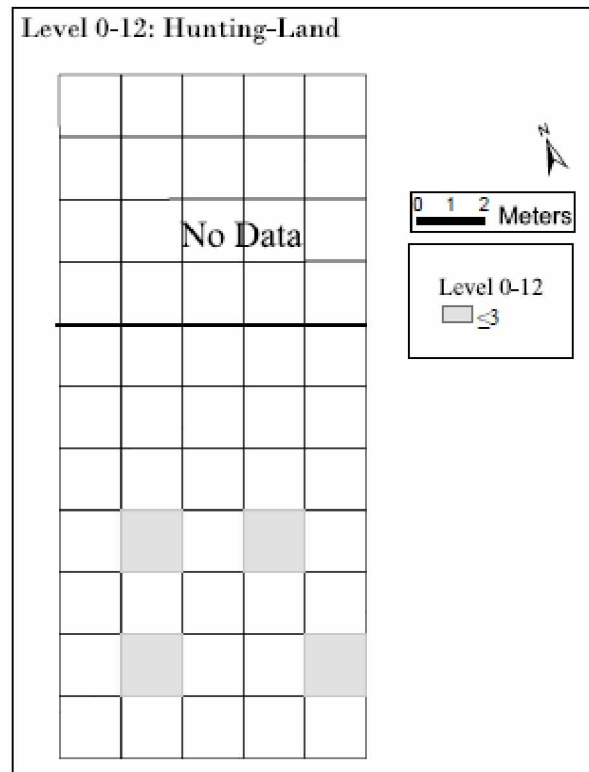 Level 0-12: Hunting-Land
N
0 1 2 Meters
No Data
Level 0-12
≤3